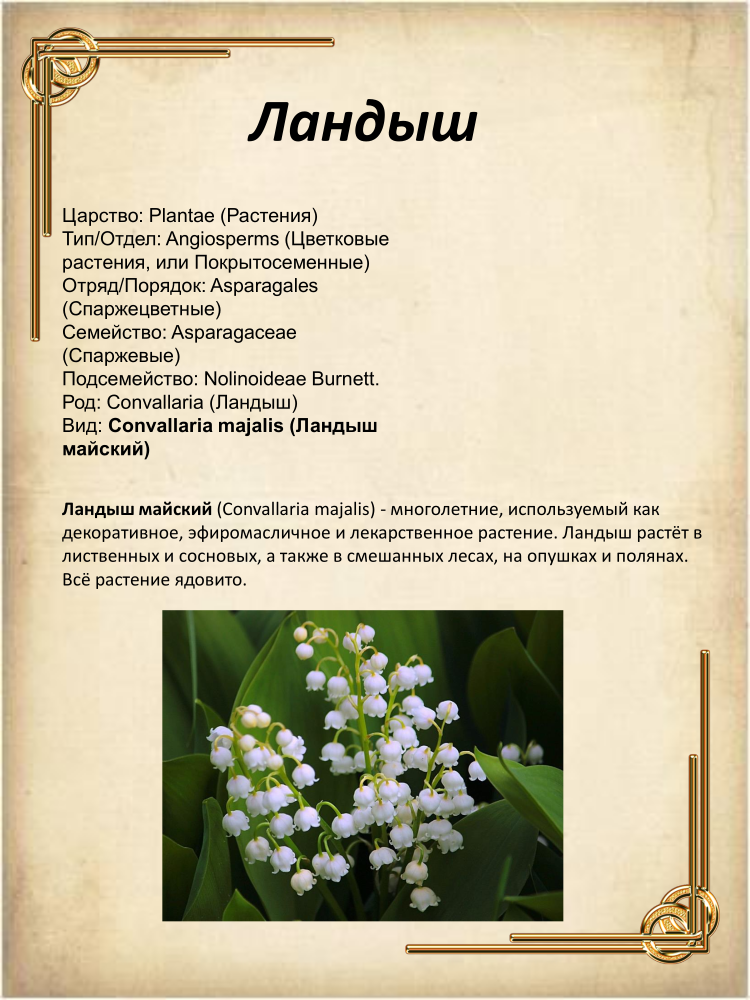 Ландыш
Царство: Plantae (Растения)
Тип/Отдел: Angiosperms (Цветковые
растения, или Покрытосеменные)
Отряд/Порядок: Asparagales
(Спаржецветные)
Семейство: Asparagaceae
(Спаржевые)
Подсемейство: Nolinoideae Burnett.
Род: Convallaria (Ландыш)
Вид: Convallaria majalis (Ландыш
майский)
Ландыш майский (Convallaria majalis) - многолетние, используемый как
декоративное, эфиромасличное и лекарственное растение. Ландыш растёт в
лиственных и сосновых, а также в смешанных лесах, на опушках и полянах.
Всё растение ядовито.